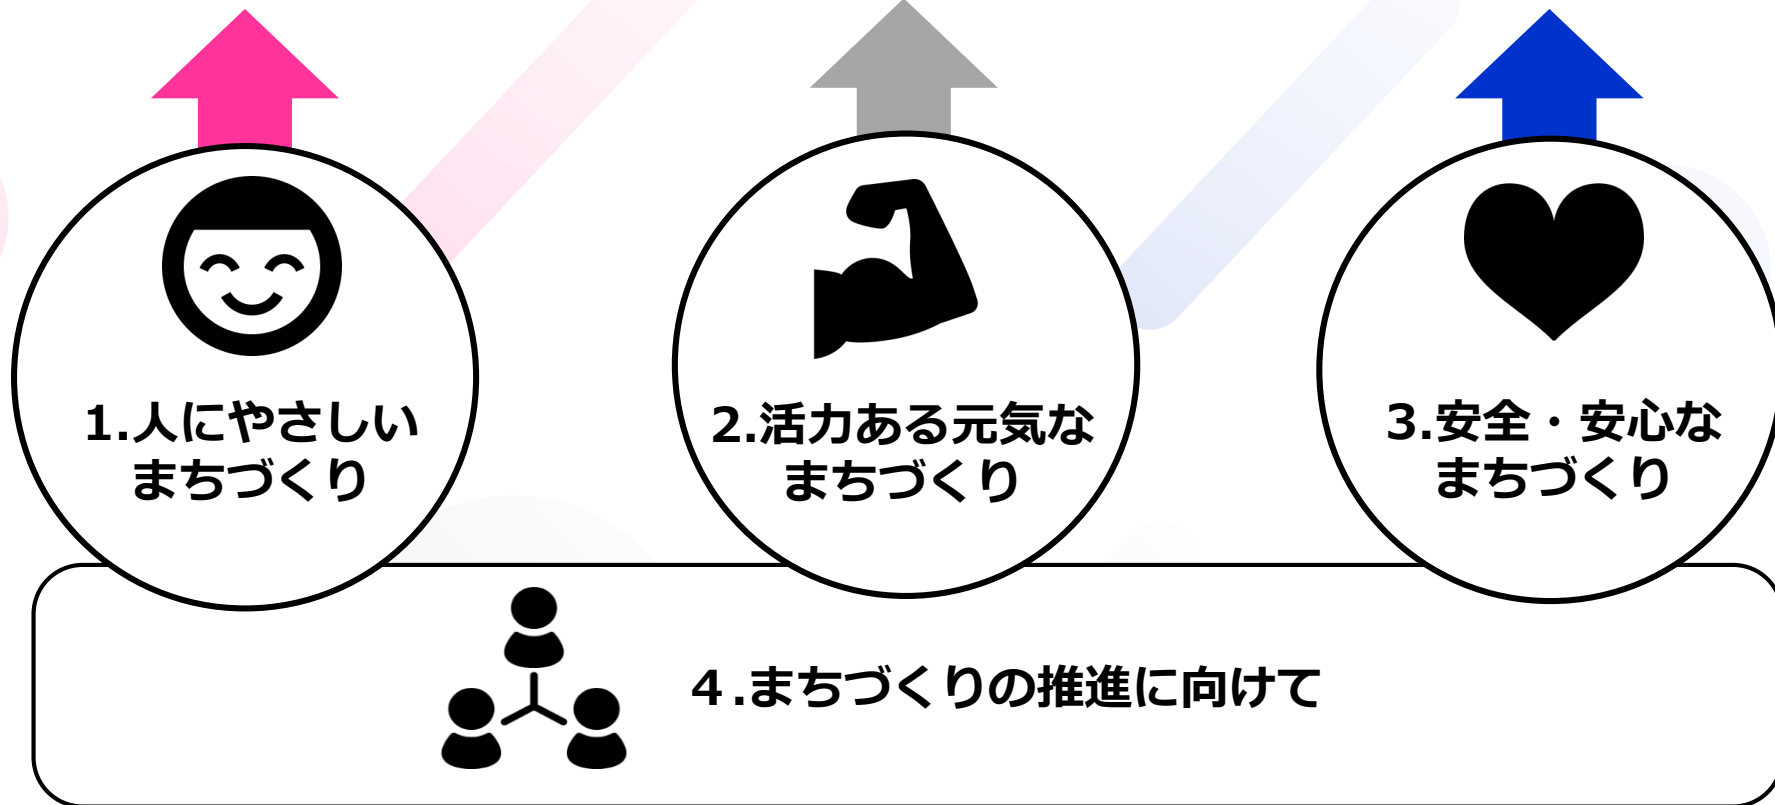 1.人にやさしい
まちづくり
2.活力ある元気な
まちづくり
3.安全・安心な
まちづくり
４.まちづくりの推進に向けて